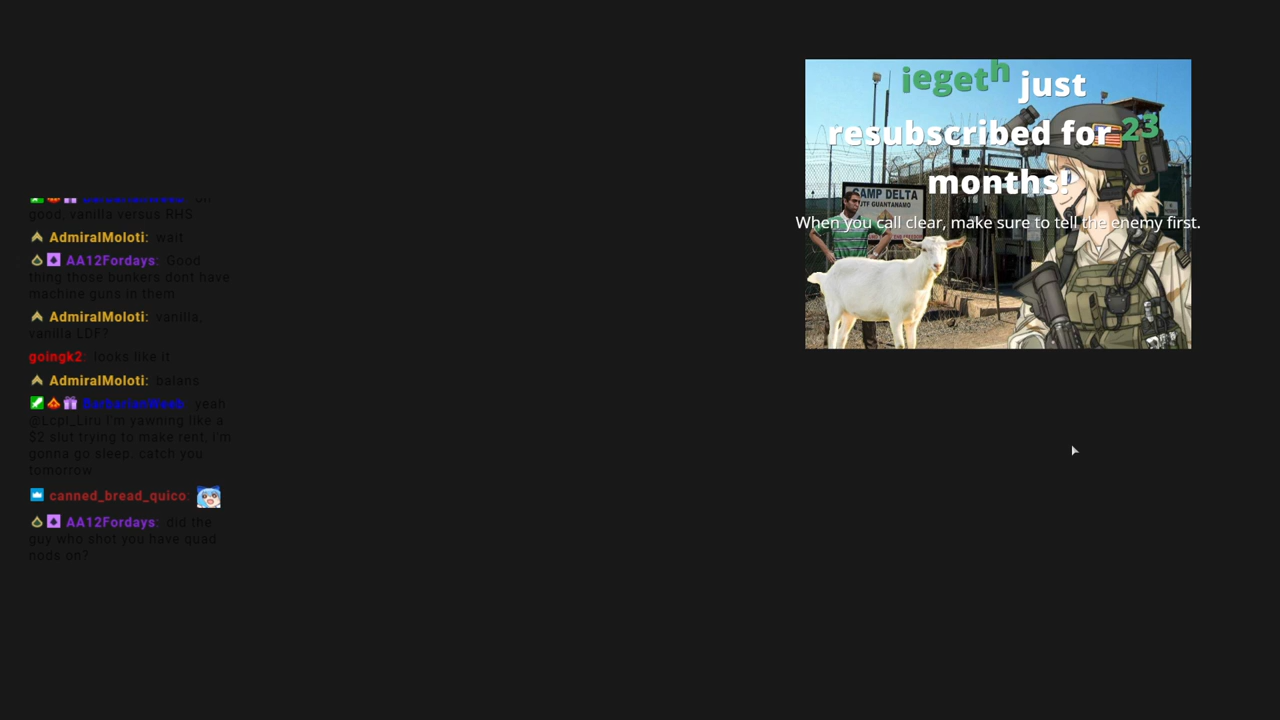 good, vanilla versus RHS
AdmiralMoloti: wait
AA12Fordays: Good
thing those bunkers dont have
machine guns in them
AdmiralMoloti: vanilla,
vanilla LDF?
goingk2: looks like it
AdmiralMoloti: balans
BarbarianWeeb: yeah
@Lcpl_Liru I'm yawning like a
$2 slut trying to make rent, I'm
gonna go sleep. catch you
tomorrow
canned_bread_quico:
AA12Fordays: did the
guy who shot you have quad
nods on?
iegeth just
resubscribed for 23
months!
When you call clear, make sure to tell the enemy first.
CAMP DELTA
JTF GUANTANAMO